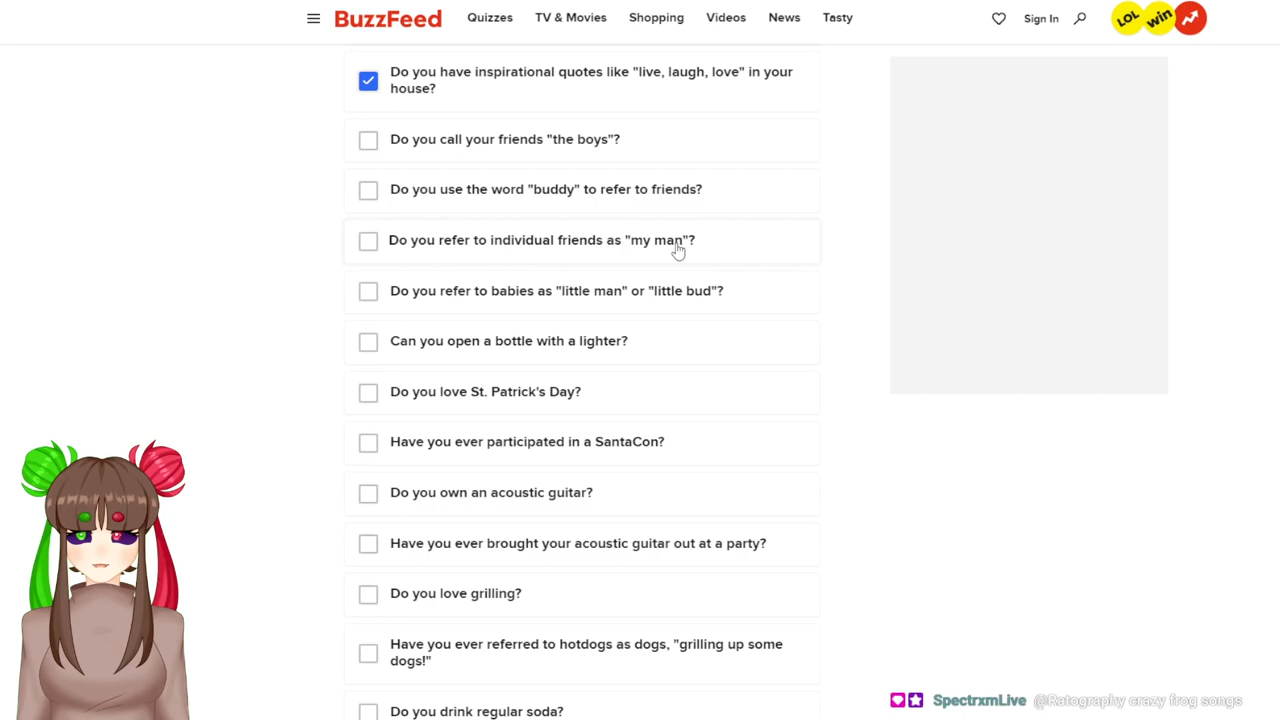 BuzzFeed Quizzes TV & Movies Shopping Videos News Tasty Sign In LOL win
Do you have inspirational quotes like "live, laugh, love" in your
house?
Do you call your friends "the boys"?
Do you use the word "buddy" to refer to friends?
Do you refer to individual friends as "my man"?
Do you refer to babies as "little man" or "little bud"?
Can you open a bottle with a lighter?
Do you love St. Patrick's Day?
Have you ever participated in a SantaCon?
Do you own an acoustic guitar?
Have you ever brought your acoustic guitar out at a party?
Do you love grilling?
Have you ever referred to hotdogs as dogs, "grilling up some
dogs!"
Do you drink regular soda?
SpectrxmLive @Ratography crazy frog songs